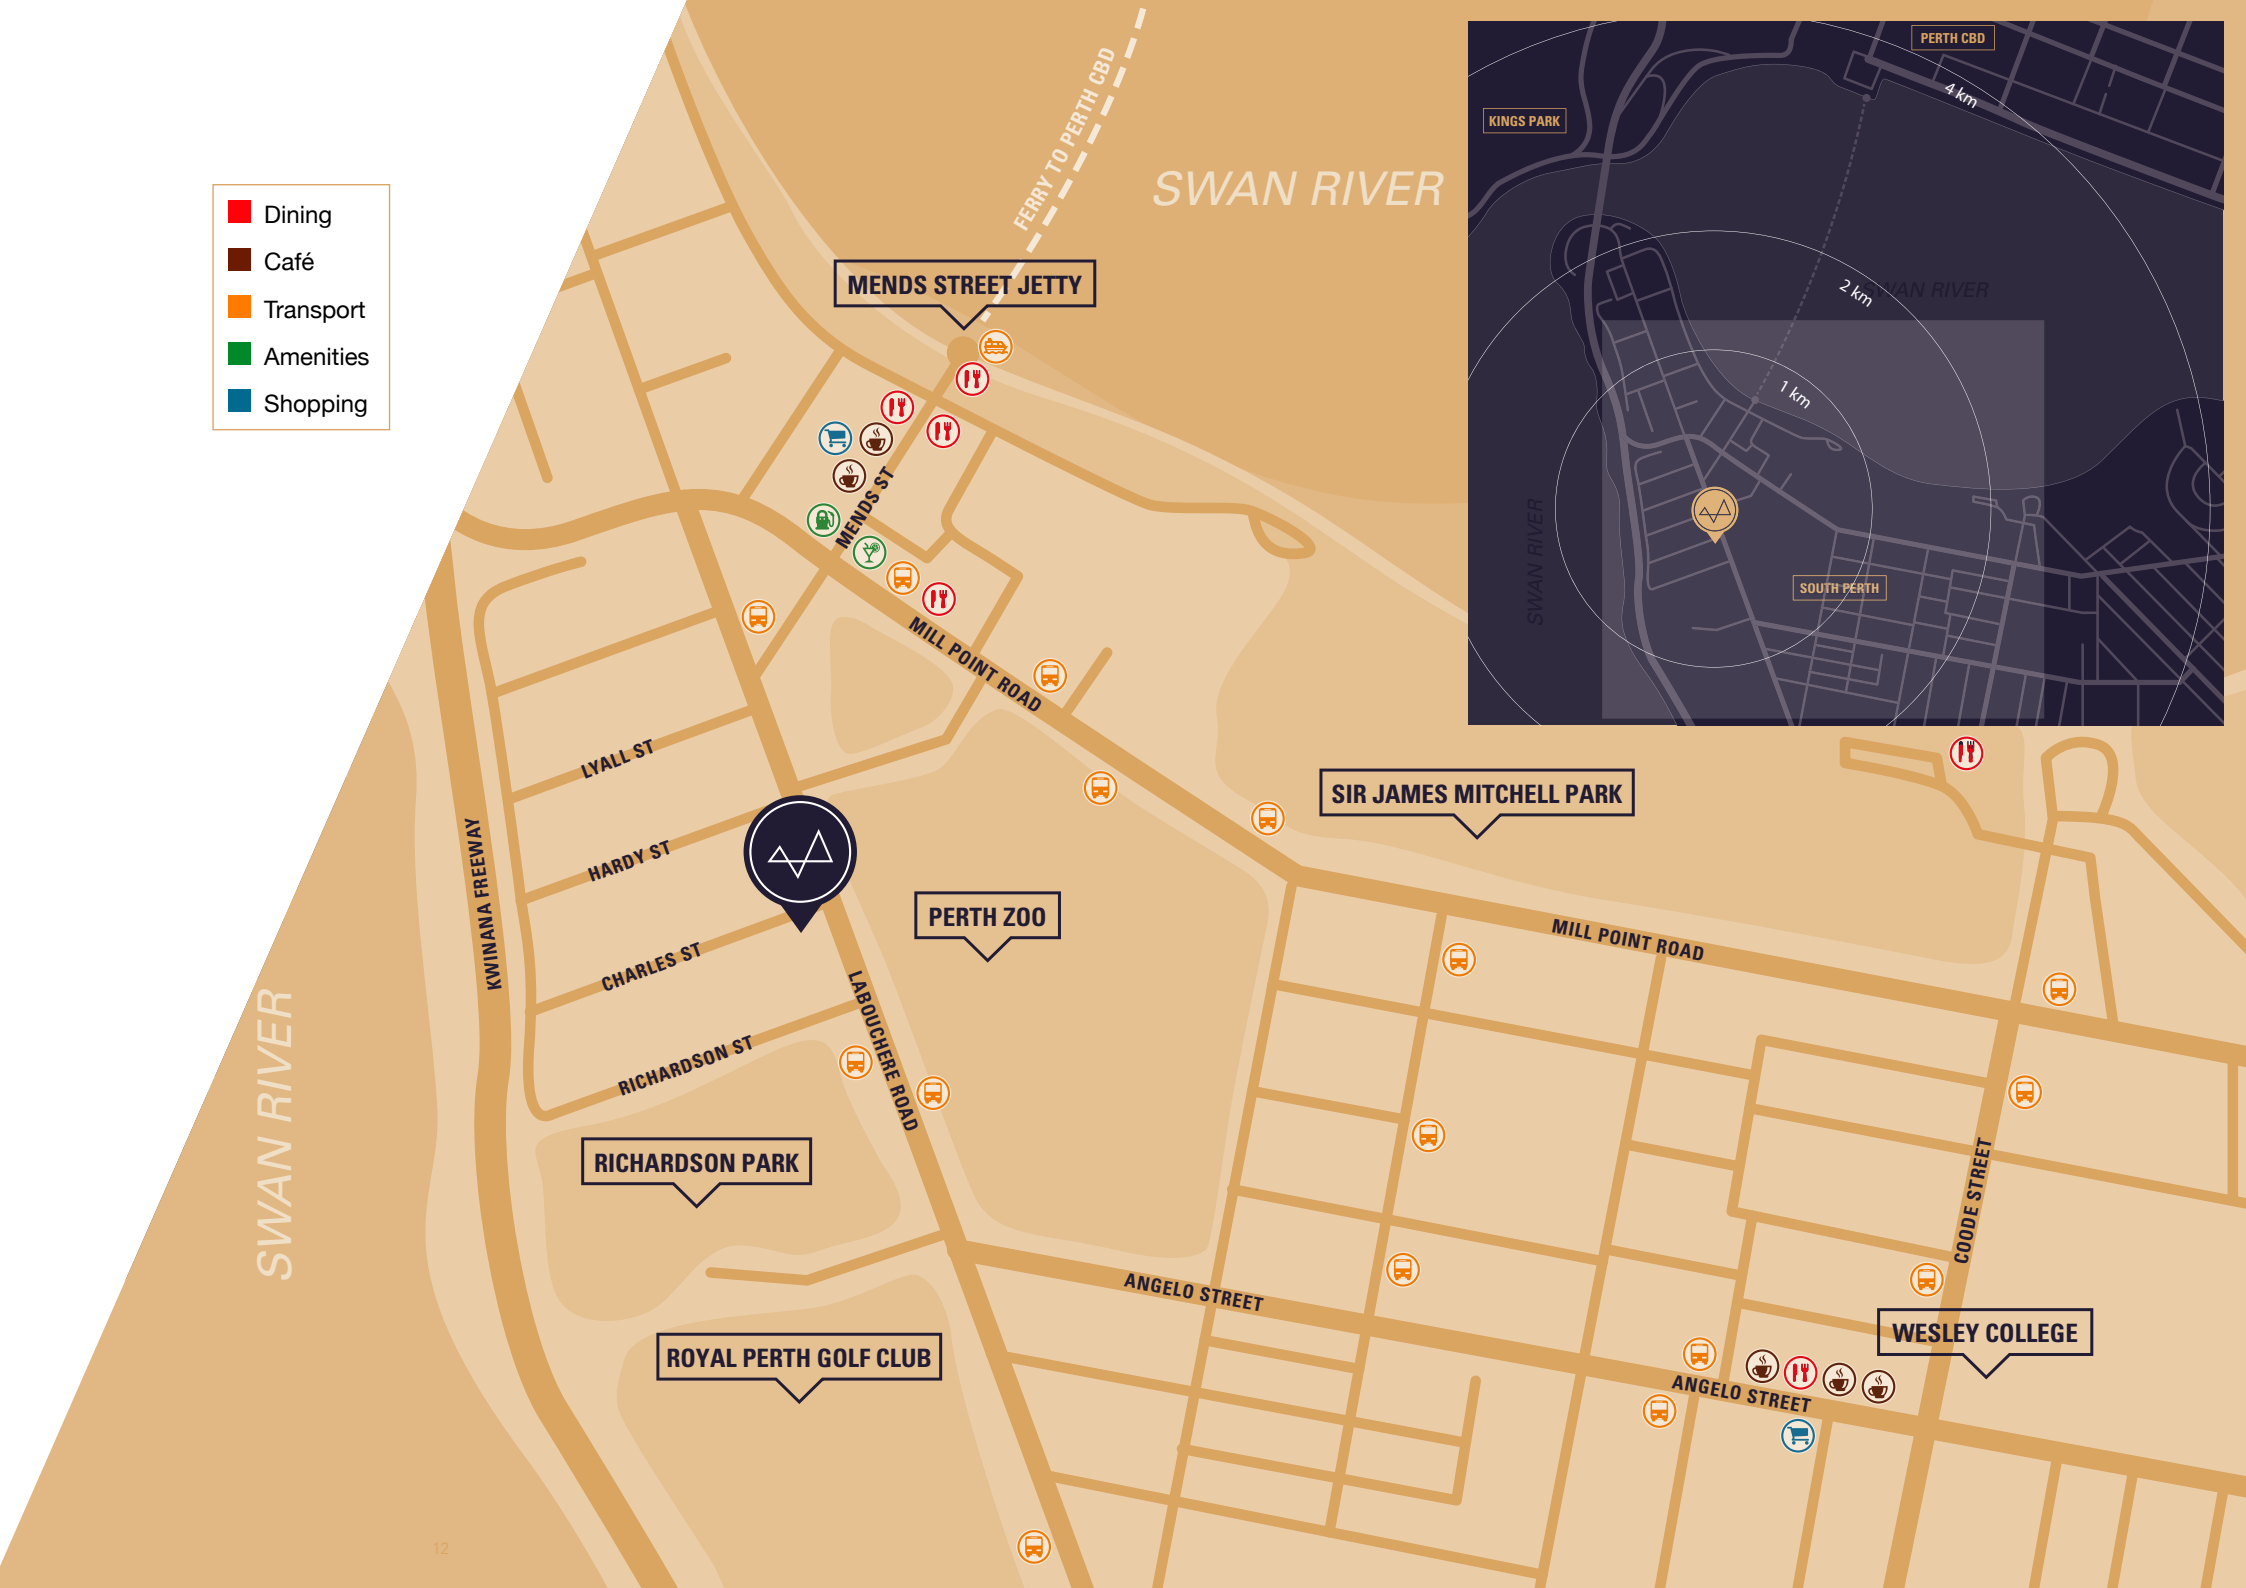 Dining
Café
Transport
Amenities
Shopping
FERRY TO PERTH CBD
SWAN RIVER
MENDS STREET JETTY
MENDS ST
MILL POINT ROAD
LYALL ST
HARDY ST
CHARLES ST
RICHARDSON ST
KWINANA FREEWAY
LABOUCHERE ROAD
PERTH ZOO
SIR JAMES MITCHELL PARK
MILL POINT ROAD
SWAN RIVER
RICHARDSON PARK
ROYAL PERTH GOLF CLUB
ANGELO STREET
COODE STREET
WESLEY COLLEGE
ANGELO STREET
12
PERTH CBD
KINGS PARK
4 km
2 km
SWAN RIVER
1 km
SWAN RIVER
SOUTH PERTH